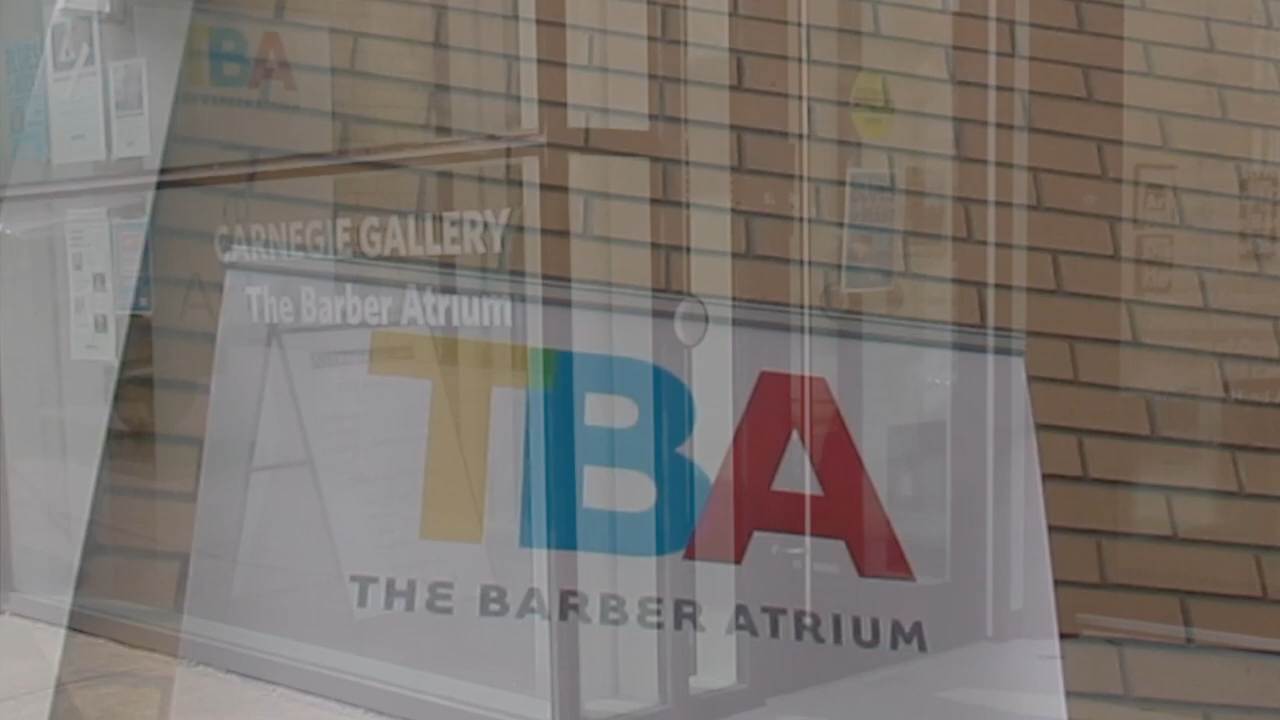 TBA
CARNEGIE GALLERY
The Barber Atrium
TBA
THE BARBER ATRIUM